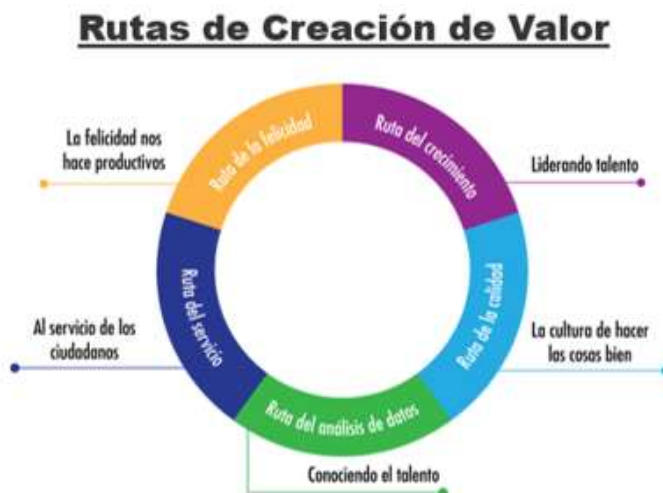 Rutas de Creación de Valor
La felicidad nos
hace productivos
Ruta de la felicidad
Ruta del crecimiento
Liderando talento
Al servicio de los
ciudadanos
Ruta del servicio
Ruta de la calidad
La cultura de hacer
las cosas bien
Ruta del análisis de datos
Conociendo el talento